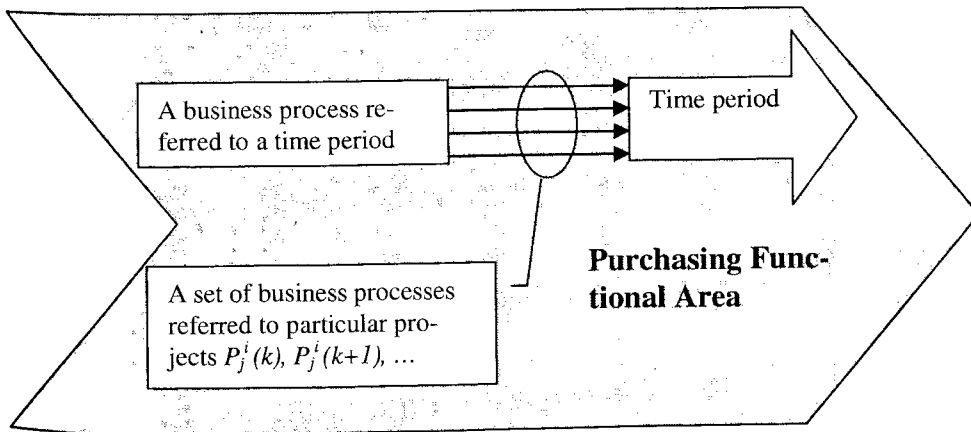 A business process re-
ferred to a time period
Time period
A set of business processes
referred to particular pro-
jects P_j^i(k), P_j^i(k+1), ...
Purchasing Func-
tional Area